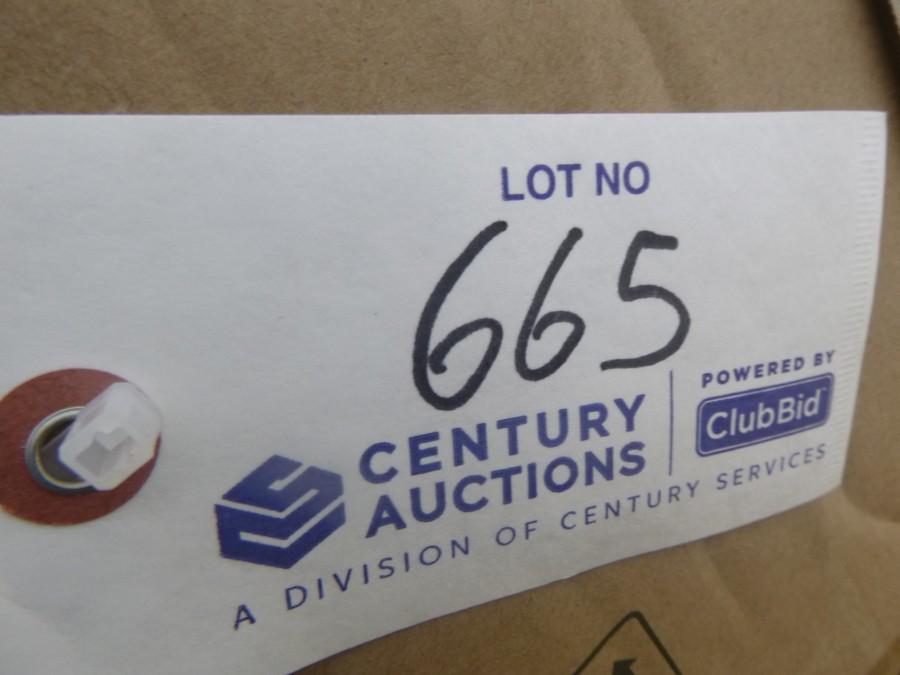 LOT NO
665
CENTURY
AUCTIONS
POWERED BY
ClubBid
A DIVISION OF CENTURY SERVICES